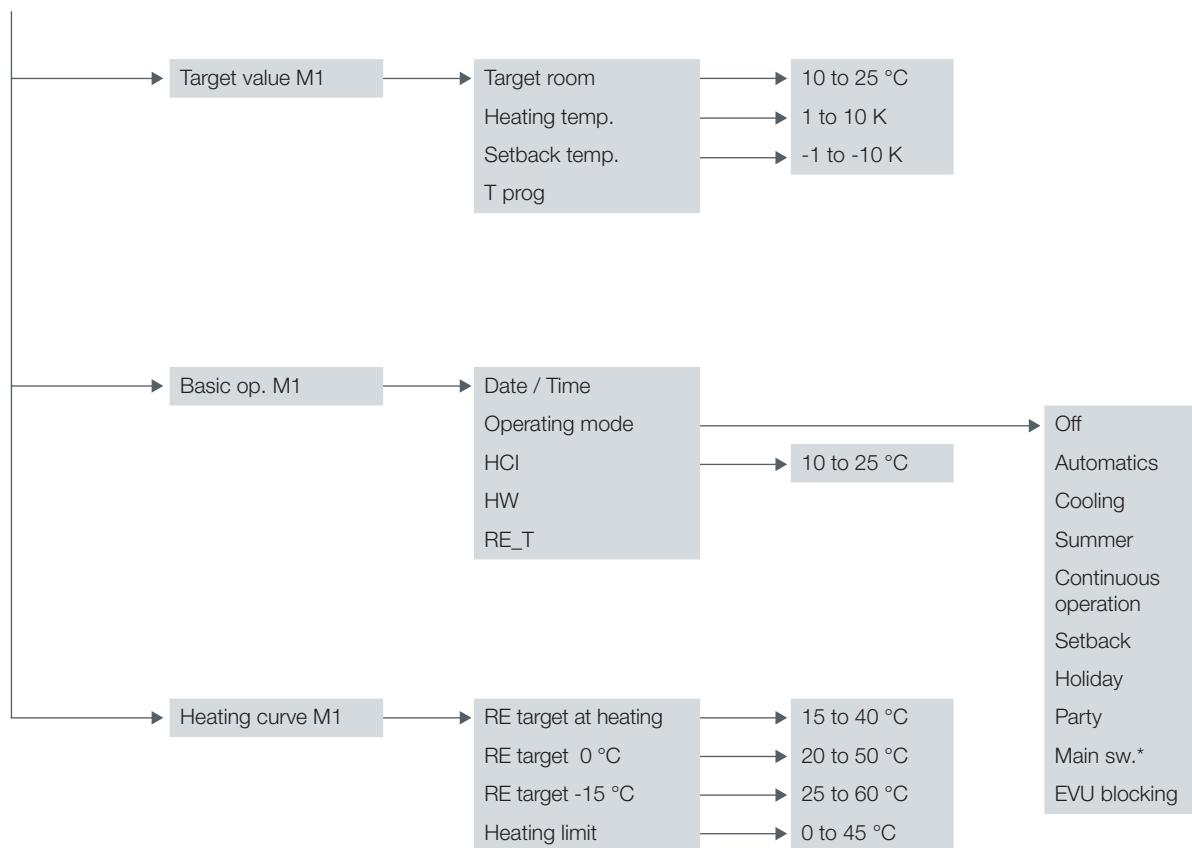 Target value M1
Target room
10 to 25 °C
Heating temp.
1 to 10 K
Setback temp.
-1 to -10 K
T prog
Basic op. M1
Date / Time
Operating mode
HCI
10 to 25 °C
HW
RE_T
Off
Automatics
Cooling
Summer
Continuous
operation
Setback
Holiday
Party
Main sw.*
EVU blocking
Heating curve M1
RE target at heating
15 to 40 °C
RE target 0 °C
20 to 50 °C
RE target -15 °C
25 to 60 °C
Heating limit
0 to 45 °C